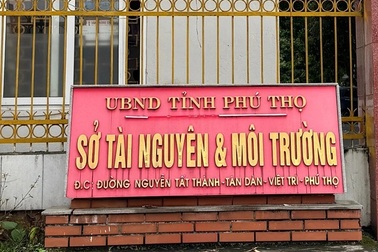 UBND TỈNH PHÚ THỌ
SỞ TÀI NGUYÊN & MÔI TRƯỜNG
Đ.C: ĐƯỜNG NGUYỄN TẤT THÀNH - TÂN DÂN - VIỆT TRÌ - PHÚ THỌ